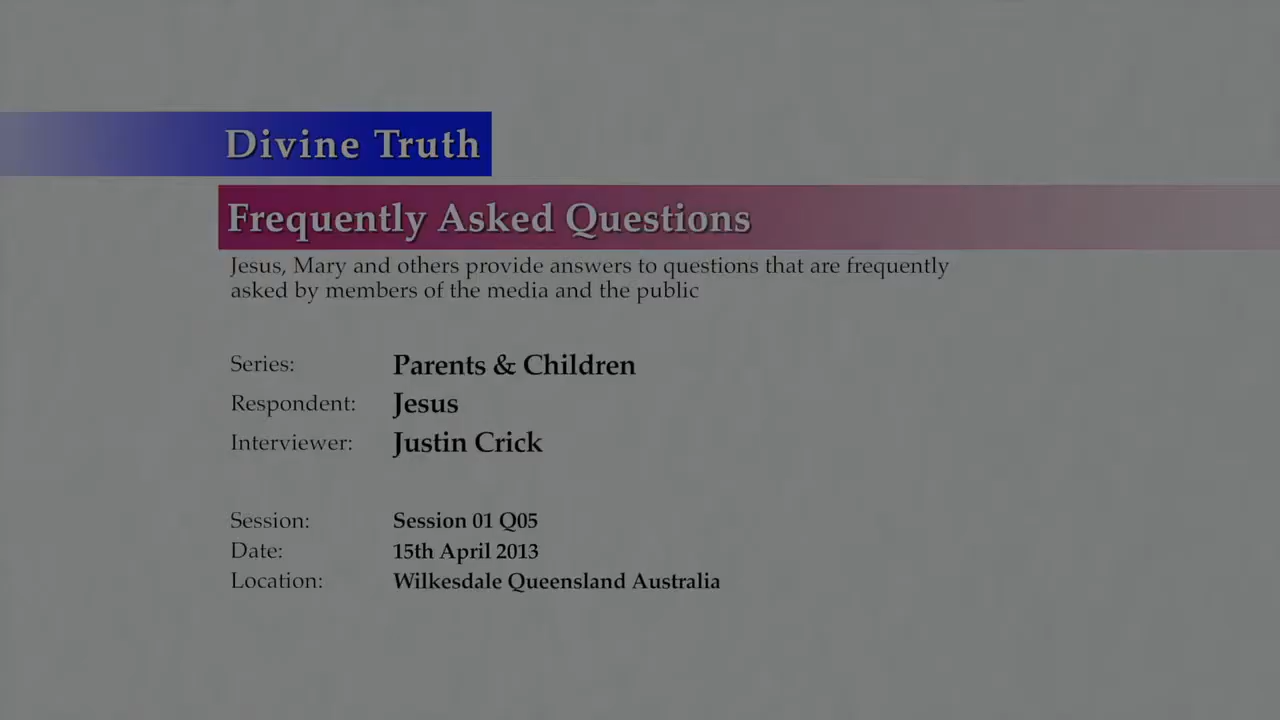 Divine Truth
Frequently Asked Questions
Jesus, Mary and others provide answers to questions that are frequently
asked by members of the media and the public
Series: Parents & Children
Respondent: Jesus
Interviewer: Justin Crick
Session: Session 01 Q05
Date: 15th April 2013
Location: Wilkesdale Queensland Australia